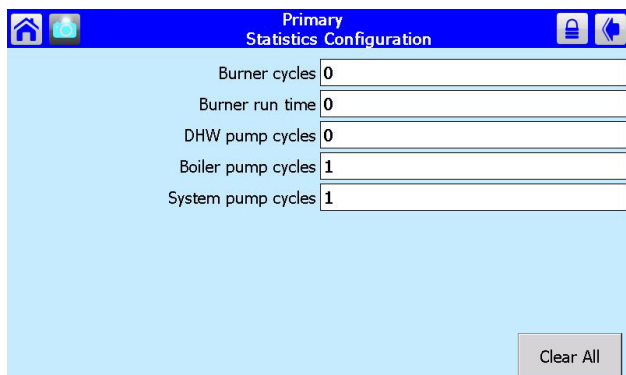 Primary
Statistics Configuration
Burner cycles 0
Burner run time 0
DHW pump cycles 0
Boiler pump cycles 1
System pump cycles 1
Clear All